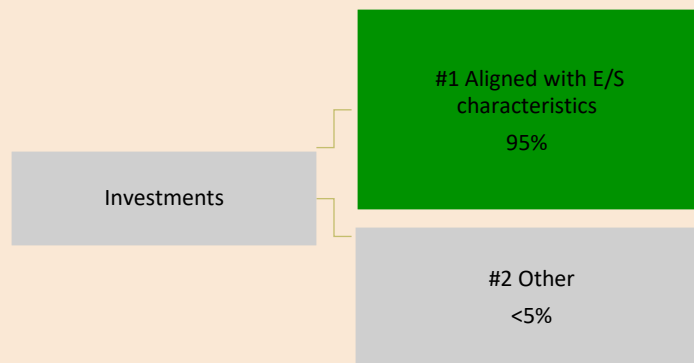 #1 Aligned with E/S
characteristics
95%
Investments
#2 Other
<5%